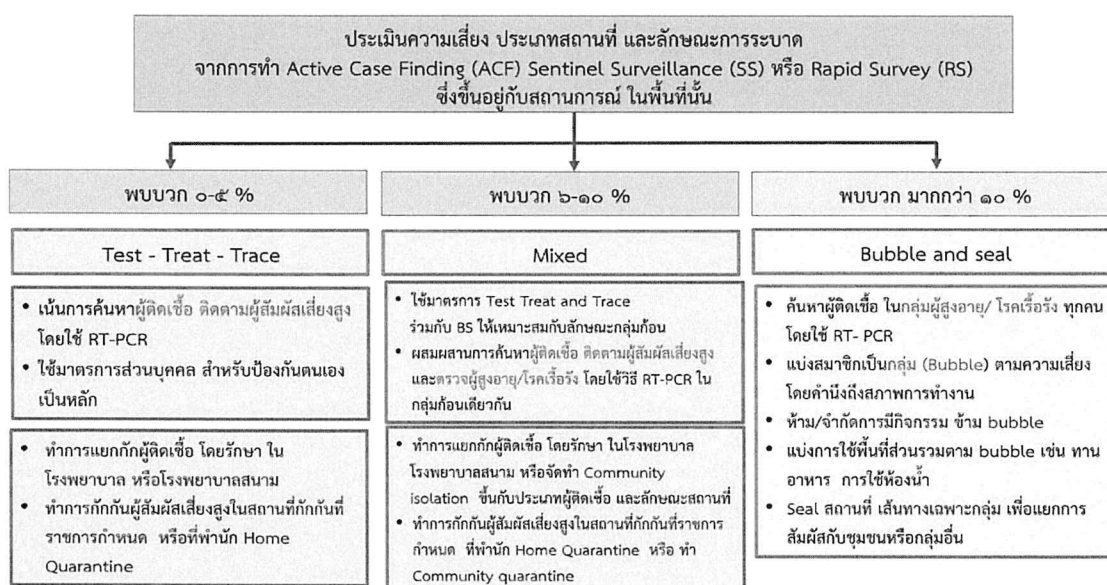 ประเมินความเสี่ยง ประเภทสถานที่ และลักษณะการระบาด
จากการทำ Active Case Finding (ACF) Sentinel Surveillance (SS) หรือ Rapid Survey (RS)
ซึ่งขึ้นอยู่กับสถานการณ์ ในพื้นที่นั้น
พบบวก ๐-๕ %
Test - Treat - Trace
• เน้นการค้นหาผู้ติดเชื้อ ติดตามผู้สัมผัสเสี่ยงสูง
โดยใช้ RT-PCR
• ใช้มาตรการส่วนบุคคล สำหรับป้องกันตนเอง
เป็นหลัก
• ทำการแยกกักผู้ติดเชื้อ โดยรักษา ใน
โรงพยาบาล หรือโรงพยาบาลสนาม
• ทำการกักกันผู้สัมผัสเสี่ยงสูงในสถานที่กักกันที่
ราชการกำหนด หรือที่พำนัก Home
Quarantine
พบบวก ๖-๑๐ %
Mixed
• ใช้มาตรการ Test Treat and Trace
ร่วมกับ BS ให้เหมาะสมกับลักษณะกลุ่มก้อน
• ผสมผสานการค้นหาผู้ติดเชื้อ ติดตามผู้สัมผัสเสี่ยงสูง
และตรวจผู้สูงอายุ/โรคเรื้อรัง โดยใช้วิธี RT-PCR ใน
กลุ่มก้อนเดียวกัน
• ทำการแยกกักผู้ติดเชื้อ โดยรักษา ในโรงพยาบาล
โรงพยาบาลสนาม หรือจัดทำ Community
isolation ขึ้นกับประเภทผู้ติดเชื้อ และลักษณะสถานที่
• ทำการกักกันผู้สัมผัสเสี่ยงสูงในสถานที่กักกันที่ราชการ
กำหนด ที่พำนัก Home Quarantine หรือ ทำ
Community quarantine
พบบวก มากกว่า ๑๐ %
Bubble and seal
• ค้นหาผู้ติดเชื้อ ในกลุ่มผู้สูงอายุ/ โรคเรื้อรัง ทุกคน
โดยใช้ RT- PCR
• แบ่งสมาชิกเป็นกลุ่ม (Bubble) ตามความเสี่ยง
โดยคำนึงถึงสภาพการทำงาน
• ห้าม/จำกัดการมีกิจกรรม ข้าม bubble
• แบ่งการใช้พื้นที่ส่วนรวมตาม bubble เช่น ทาน
อาหาร การใช้ห้องน้ำ
• Seal สถานที่ เส้นทางเฉพาะกลุ่ม เพื่อแยกการ
สัมผัสกับชุมชนหรือกลุ่มอื่น